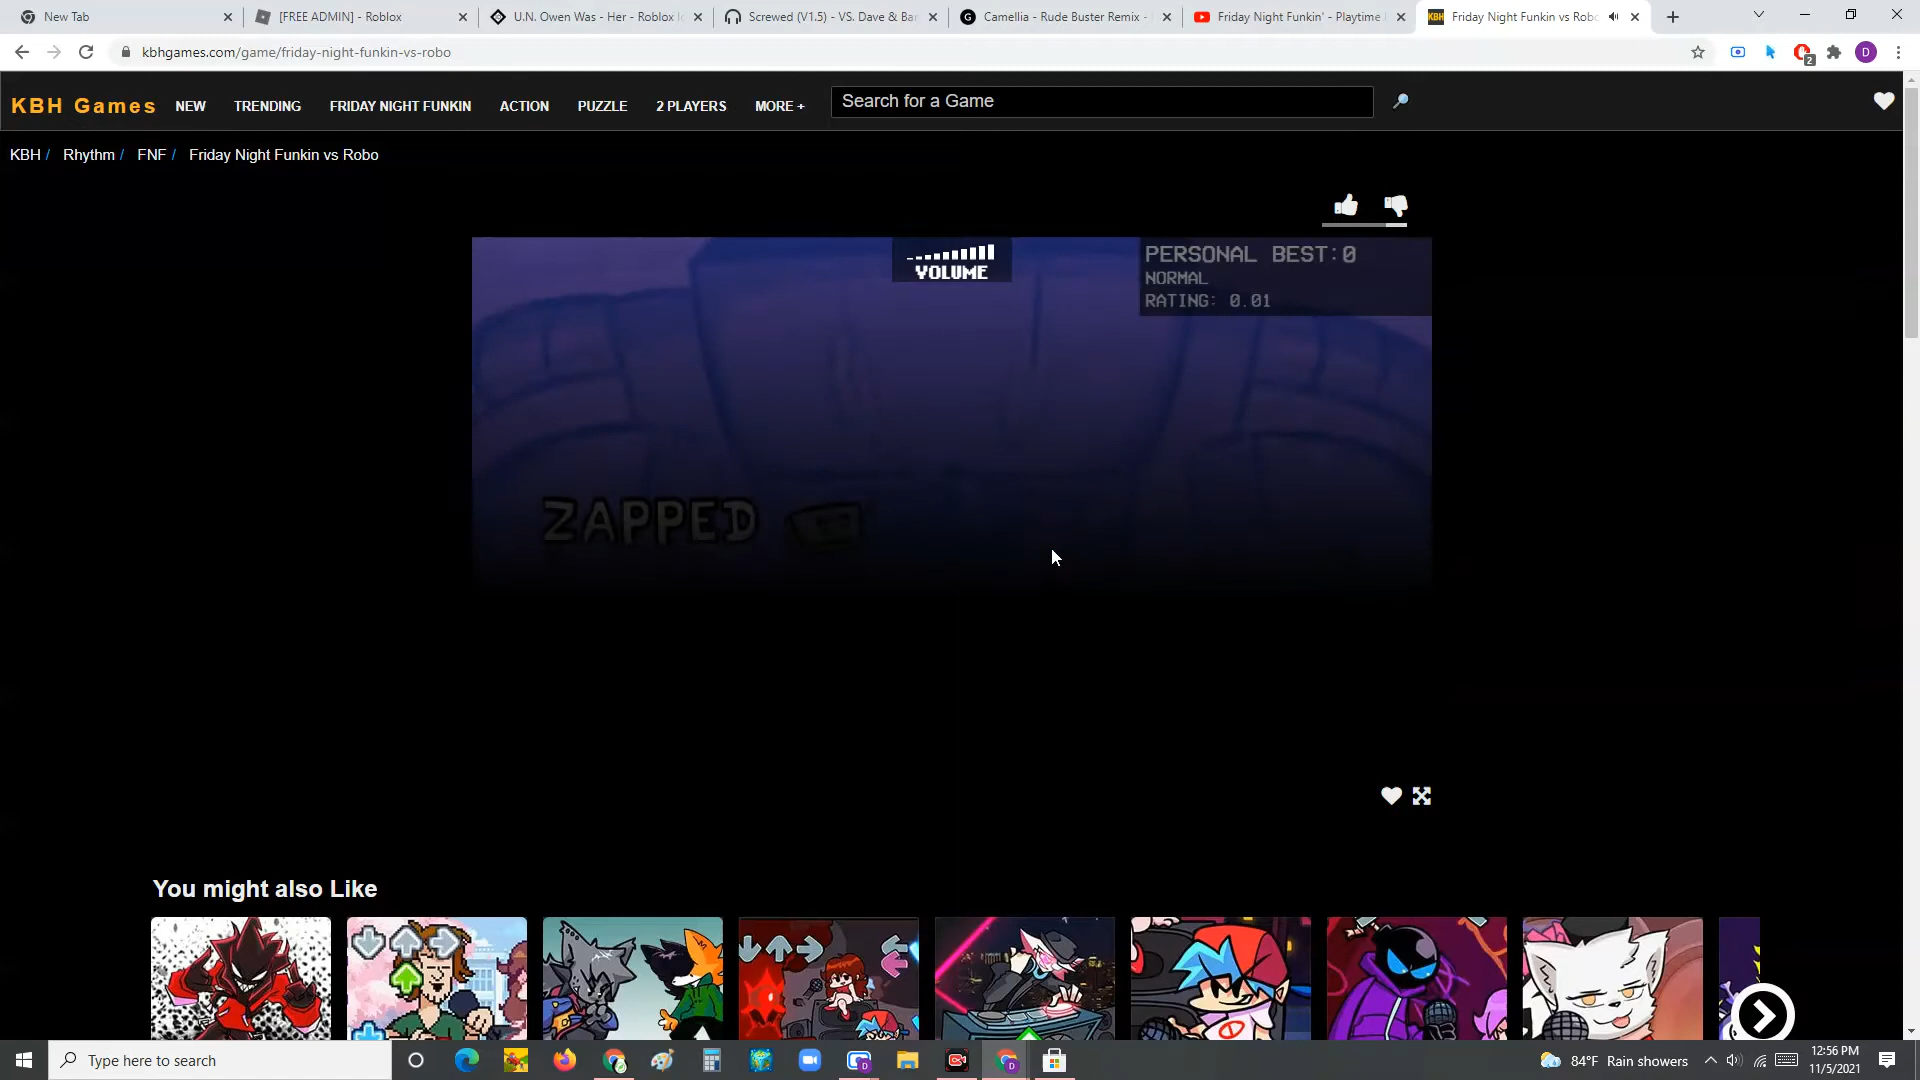 New Tab
[FREE ADMIN] - Roblox
U.N. Owen Was - Her - Roblox
Screwed (V1.5) - VS. Dave & Ba
Camellia - Rude Buster Remix -
Friday Night Funkin' - Playtime
Friday Night Funkin vs Robo
kbhgames.com/game/friday-night-funkin-vs-robo
2
D
KBH Games
NEW
TRENDING
FRIDAY NIGHT FUNKIN
ACTION
PUZZLE
2 PLAYERS
MORE +
Search for a Game
KBH / Rhythm / FNF / Friday Night Funkin vs Robo
VOLUME
PERSONAL BEST:0
NORMAL
RATING: 0.01
ZAPPED
You might also Like
Type here to search
84°F Rain showers
12:56 PM
11/5/2021